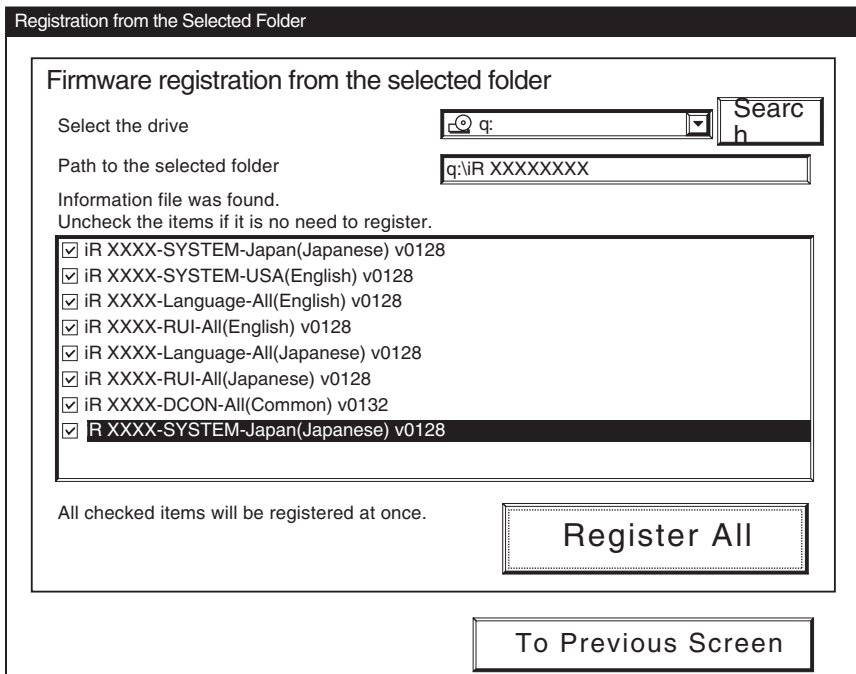 Registration from the Selected Folder
Firmware registration from the selected folder
Select the drive
q:
Searc
h
Path to the selected folder
q:\iR XXXXXXXX
Information file was found.
Uncheck the items if it is no need to register.
iR XXXX-SYSTEM-Japan(Japanese) v0128
iR XXXX-SYSTEM-USA(English) v0128
iR XXXX-Language-All(English) v0128
iR XXXX-RUI-All(English) v0128
iR XXXX-Language-All(Japanese) v0128
iR XXXX-RUI-All(Japanese) v0128
iR XXXX-DCON-All(Common) v0132
iR XXXX-SYSTEM-Japan(Japanese) v0128
All checked items will be registered at once.
Register All
To Previous Screen